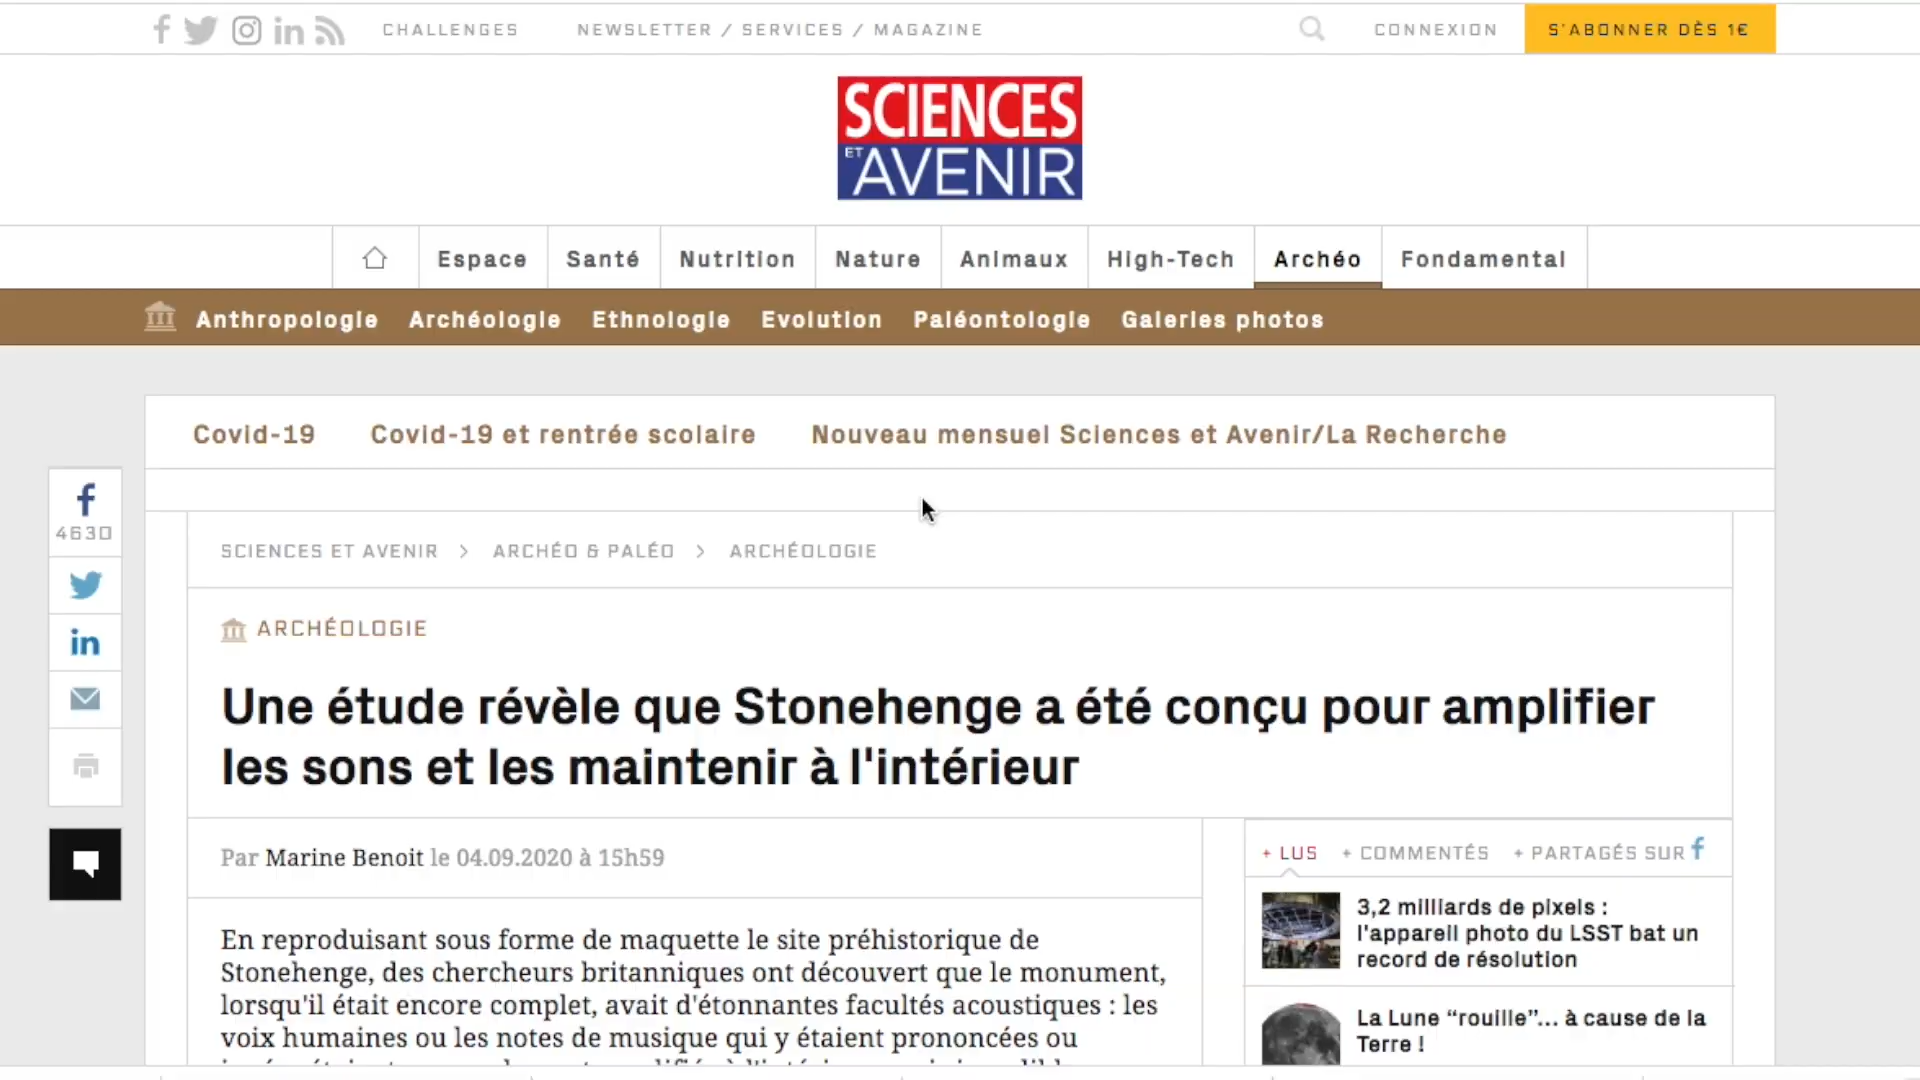 CHALLENGES NEWSLETTER / SERVICES / MAGAZINE CONNEXION S'ABONNER DÈS 1€
SCIENCES
ET AVENIR
Espace Santé Nutrition Nature Animaux High-Tech Archéo Fondamental
Anthropologie Archéologie Ethnologie Evolution Paléontologie Galeries photos
Covid-19 Covid-19 et rentrée scolaire Nouveau mensuel Sciences et Avenir/La Recherche
4630
SCIENCES ET AVENIR > ARCHÉO & PALÉO > ARCHÉOLOGIE
ARCHÉOLOGIE
Une étude révèle que Stonehenge a été conçu pour amplifier
les sons et les maintenir à l'intérieur
Par Marine Benoit le 04.09.2020 à 15h59
En reproduisant sous forme de maquette le site préhistorique de
Stonehenge, des chercheurs britanniques ont découvert que le monument,
lorsqu'il était encore complet, avait d'étonnantes facultés acoustiques : les
voix humaines ou les notes de musique qui y étaient prononcées ou
+ LUS + COMMENTÉS + PARTAGÉS SUR
3,2 milliards de pixels :
l'appareil photo du LSST bat un
record de résolution
La Lune “rouille”... à cause de la
Terre !